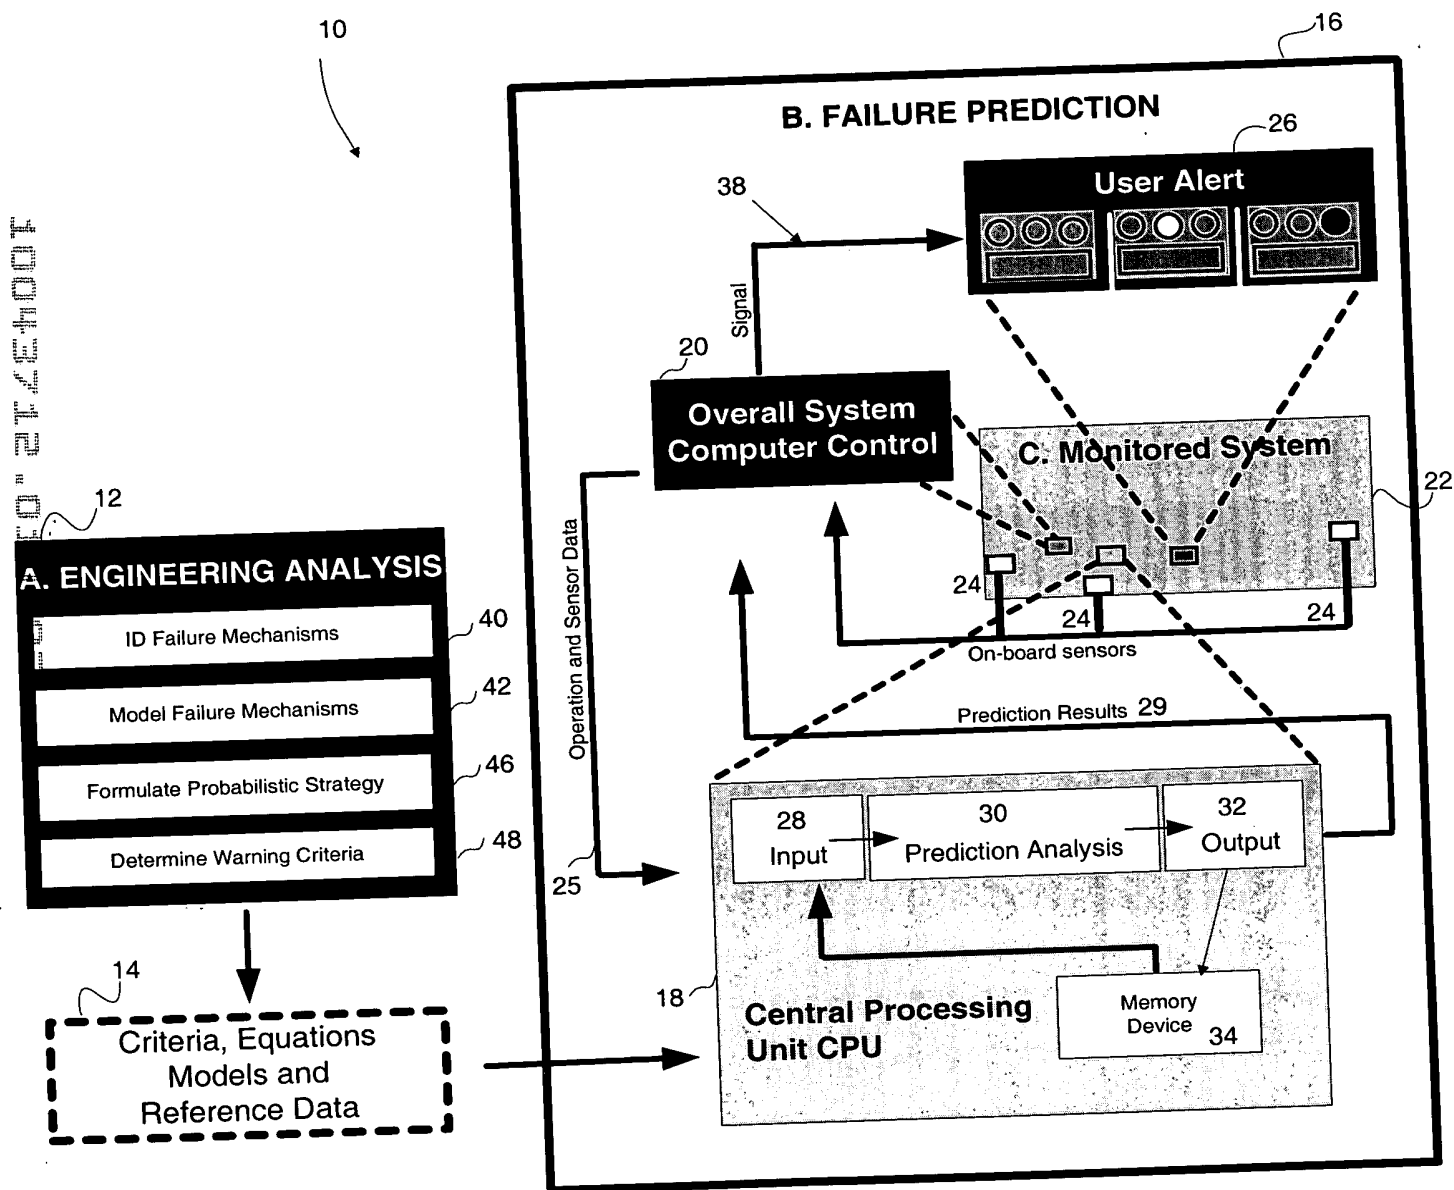 10
16
B. FAILURE PREDICTION
26
User Alert
38
Signal
20
Overall System
Computer Control
C. Monitored System
22
24
24
24
On-board sensors
Operation and Sensor Data
25
Prediction Results 29
12
A. ENGINEERING ANALYSIS
ID Failure Mechanisms
40
Model Failure Mechanisms
42
Formulate Probabilistic Strategy
46
Determine Warning Criteria
48
14
Criteria, Equations
Models and
Reference Data
28
Input
30
Prediction Analysis
32
Output
18
Central Processing
Unit CPU
Memory
Device
34